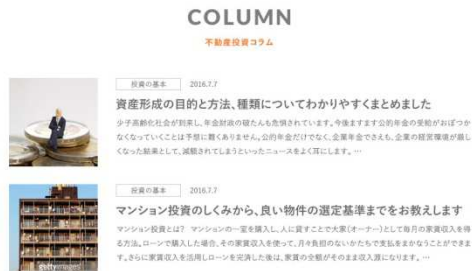 COLUMN
不動産投資コラム
投資の基本 2016.7.7
資産形成の目的と方法、種類についてわかりやすくまとめました
少子高齢化社会が到来し、年金財政の破たんも危惧されています。今後ますます公的年金の受給がおぼつか
なくなっていくことは予想に難くありません。公的年金だけでなく、企業年金でさえも、企業の経営環境が厳し
くなった結果として、減額されてしまうといったニュースをよく耳にします。…
投資の基本 2016.7.7
マンション投資のしくみから、良い物件の選定基準までをお教えします
マンション投資とは？ マンションの一室を購入し、人に貸すことで大家(オーナー)として毎月の家賃収入を得
る方法。ローンで購入した場合、その家賃収入を使って、月々負担のないかたちで支払をまかなうことができま
す。さらに家賃収入を活用しローンを完済した後は、家賃の全額がそのまま収入源になります。…
gettyimages